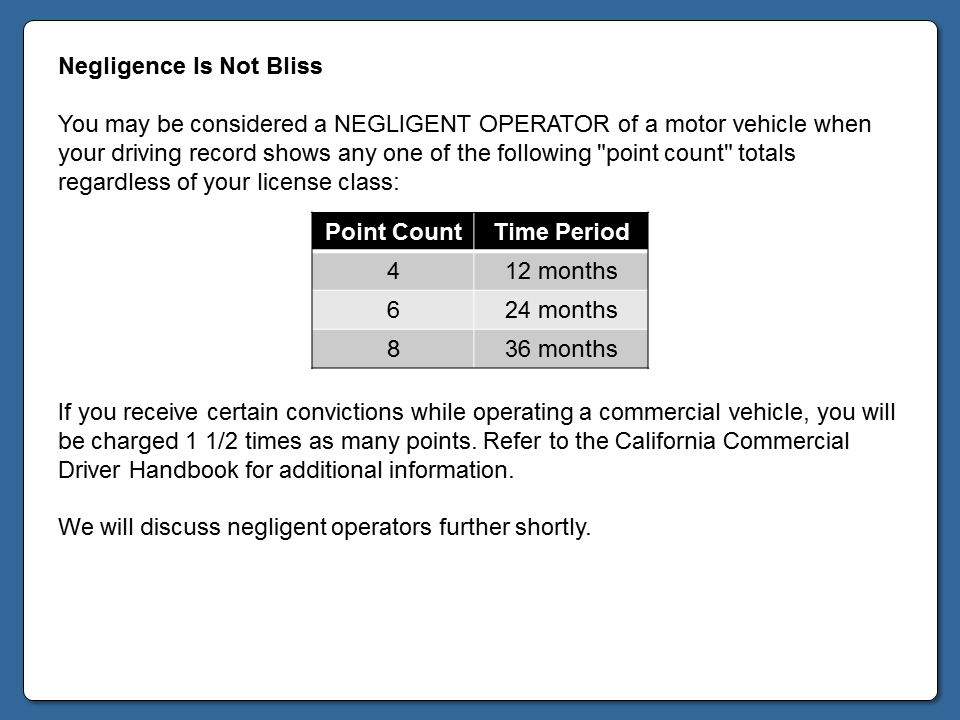 Negligence Is Not Bliss
You may be considered a NEGLIGENT OPERATOR of a motor vehicle when
your driving record shows any one of the following "point count" totals
regardless of your license class:
Point Count Time Period
4 12 months
6 24 months
8 36 months
If you receive certain convictions while operating a commercial vehicle, you will
be charged 1 1/2 times as many points. Refer to the California Commercial
Driver Handbook for additional information.
We will discuss negligent operators further shortly.